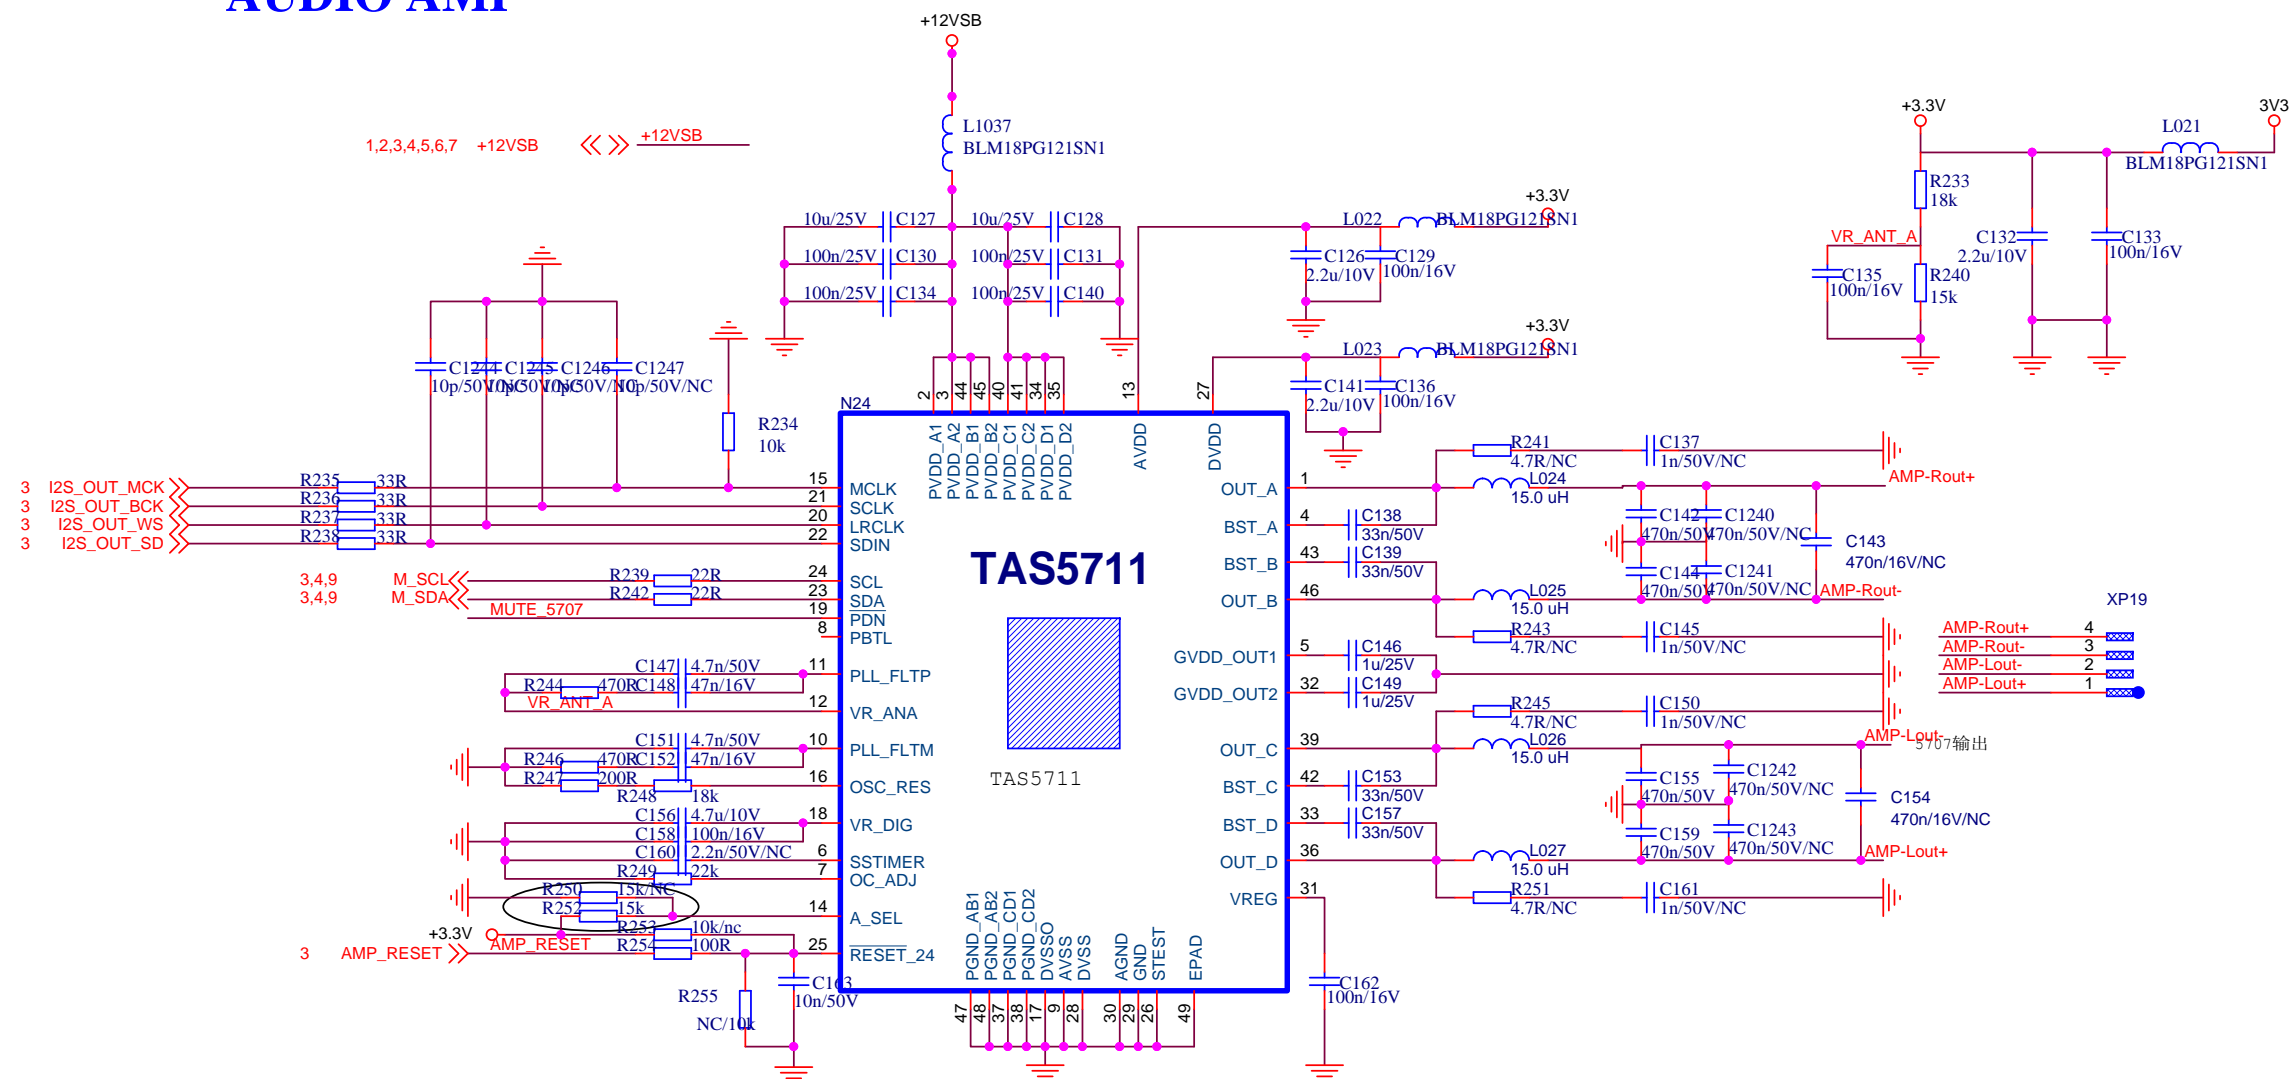 AUDIO AMP
+12VSB
1,2,3,4,5,6,7 +12VSB +12VSB
L1037
BLM18PG121SN1
+3.3V
3V3
L021
BLM18PG121SN1
R233
18k
VR_ANT_A
C132
2.2u/10V
C133
100n/16V
C135
100n/16V
R240
15k
10u/25V C127
10u/25V C128
100n/25V C130
100n/25V C131
100n/25V C134
100n/25V C140
+3.3V
L022 BLM18PG121SN1
C126
2.2u/10V
C129
100n/16V
+3.3V
L023 BLM18PG121SN1
C141
2.2u/10V
C136
100n/16V
C1244
10p/50V/NC
C1245
10p/50V/NC
C1246
10p/50V/NC
C1247
10p/50V/NC
R234
10k
N24
2 3 44 45 40 41 34 35 13 27
PVDD_A1
PVDD_A2
PVDD_B1
PVDD_B2
PVDD_C1
PVDD_C2
PVDD_D1
PVDD_D2
AVDD
DVDD
3 I2S_OUT_MCK R235 33R 15 MCLK
3 I2S_OUT_BCK R236 33R 21 SCLK
3 I2S_OUT_WS R237 33R 20 LRCLK
3 I2S_OUT_SD R238 33R 22 SDIN
3,4,9 M_SCL R239 22R 24 SCL
3,4,9 M_SDA R242 22R 23 SDA
MUTE_5707 19 PDN
8 PBTL
C147 4.7n/50V 11 PLL_FLTP
R244 470R C148 47n/16V
VR_ANT_A 12 VR_ANA
C151 4.7n/50V 10 PLL_FLTM
R246 470R C152 47n/16V
R247 200R 16 OSC_RES
R248 18k
C156 4.7u/10V 18 VR_DIG
C158 100n/16V
C160 2.2n/50V/NC 6 SSTIMER
R249 22k 7 OC_ADJ
R250 15k/NC
R252 15k 14 A_SEL
+3.3V R253 10k/nc
3 AMP_RESET AMP_RESET R254 100R 25 RESET_24
R255
NC/10k
C163
10n/50V
TAS5711
TAS5711
PGND_AB1
PGND_AB2
PGND_CD1
PGND_CD2
DVSSO
AVSS
DVSS
AGND
GND
STEST
EPAD
47 48 37 38 17 9 28 30 29 26 49
OUT_A 1
BST_A 4
BST_B 43
OUT_B 46
GVDD_OUT1 5
GVDD_OUT2 32
OUT_C 39
BST_C 42
BST_D 33
OUT_D 36
VREG 31
R241
4.7R/NC
C137
1n/50V/NC
L024
15.0 uH
AMP-Rout+
C138
33n/50V
C139
33n/50V
C142
470n/50V
C1240
470n/50V/NC
C143
470n/16V/NC
C144
470n/50V
C1241
470n/50V/NC
L025
15.0 uH
AMP-Rout-
R243
4.7R/NC
C145
1n/50V/NC
C146
1u/25V
C149
1u/25V
R245
4.7R/NC
C150
1n/50V/NC
L026
15.0 uH
AMP-Lout-
5707输出
C153
33n/50V
C157
33n/50V
C155
470n/50V
C1242
470n/50V/NC
C154
470n/16V/NC
C159
470n/50V
C1243
470n/50V/NC
L027
15.0 uH
AMP-Lout+
R251
4.7R/NC
C161
1n/50V/NC
C162
100n/16V
XP19
AMP-Rout+ 4
AMP-Rout- 3
AMP-Lout- 2
AMP-Lout+ 1